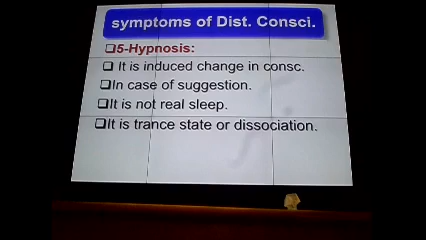 symptoms of Dist. Consci.
❑5-Hypnosis:
❑ It is induced change in consc.
❑In case of suggestion.
❑It is not real sleep.
❑It is trance state or dissociation.